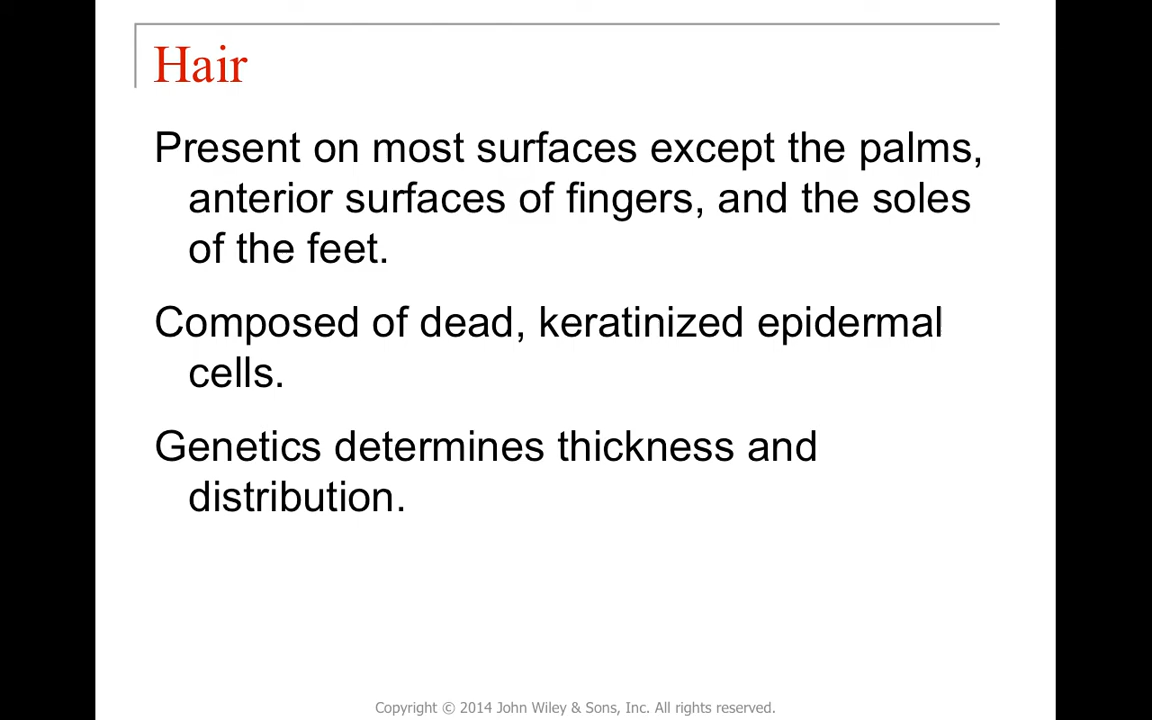 Hair
Present on most surfaces except the palms,
anterior surfaces of fingers, and the soles
of the feet.
Composed of dead, keratinized epidermal
cells.
Genetics determines thickness and
distribution.
Copyright © 2014 John Wiley & Sons, Inc. All rights reserved.